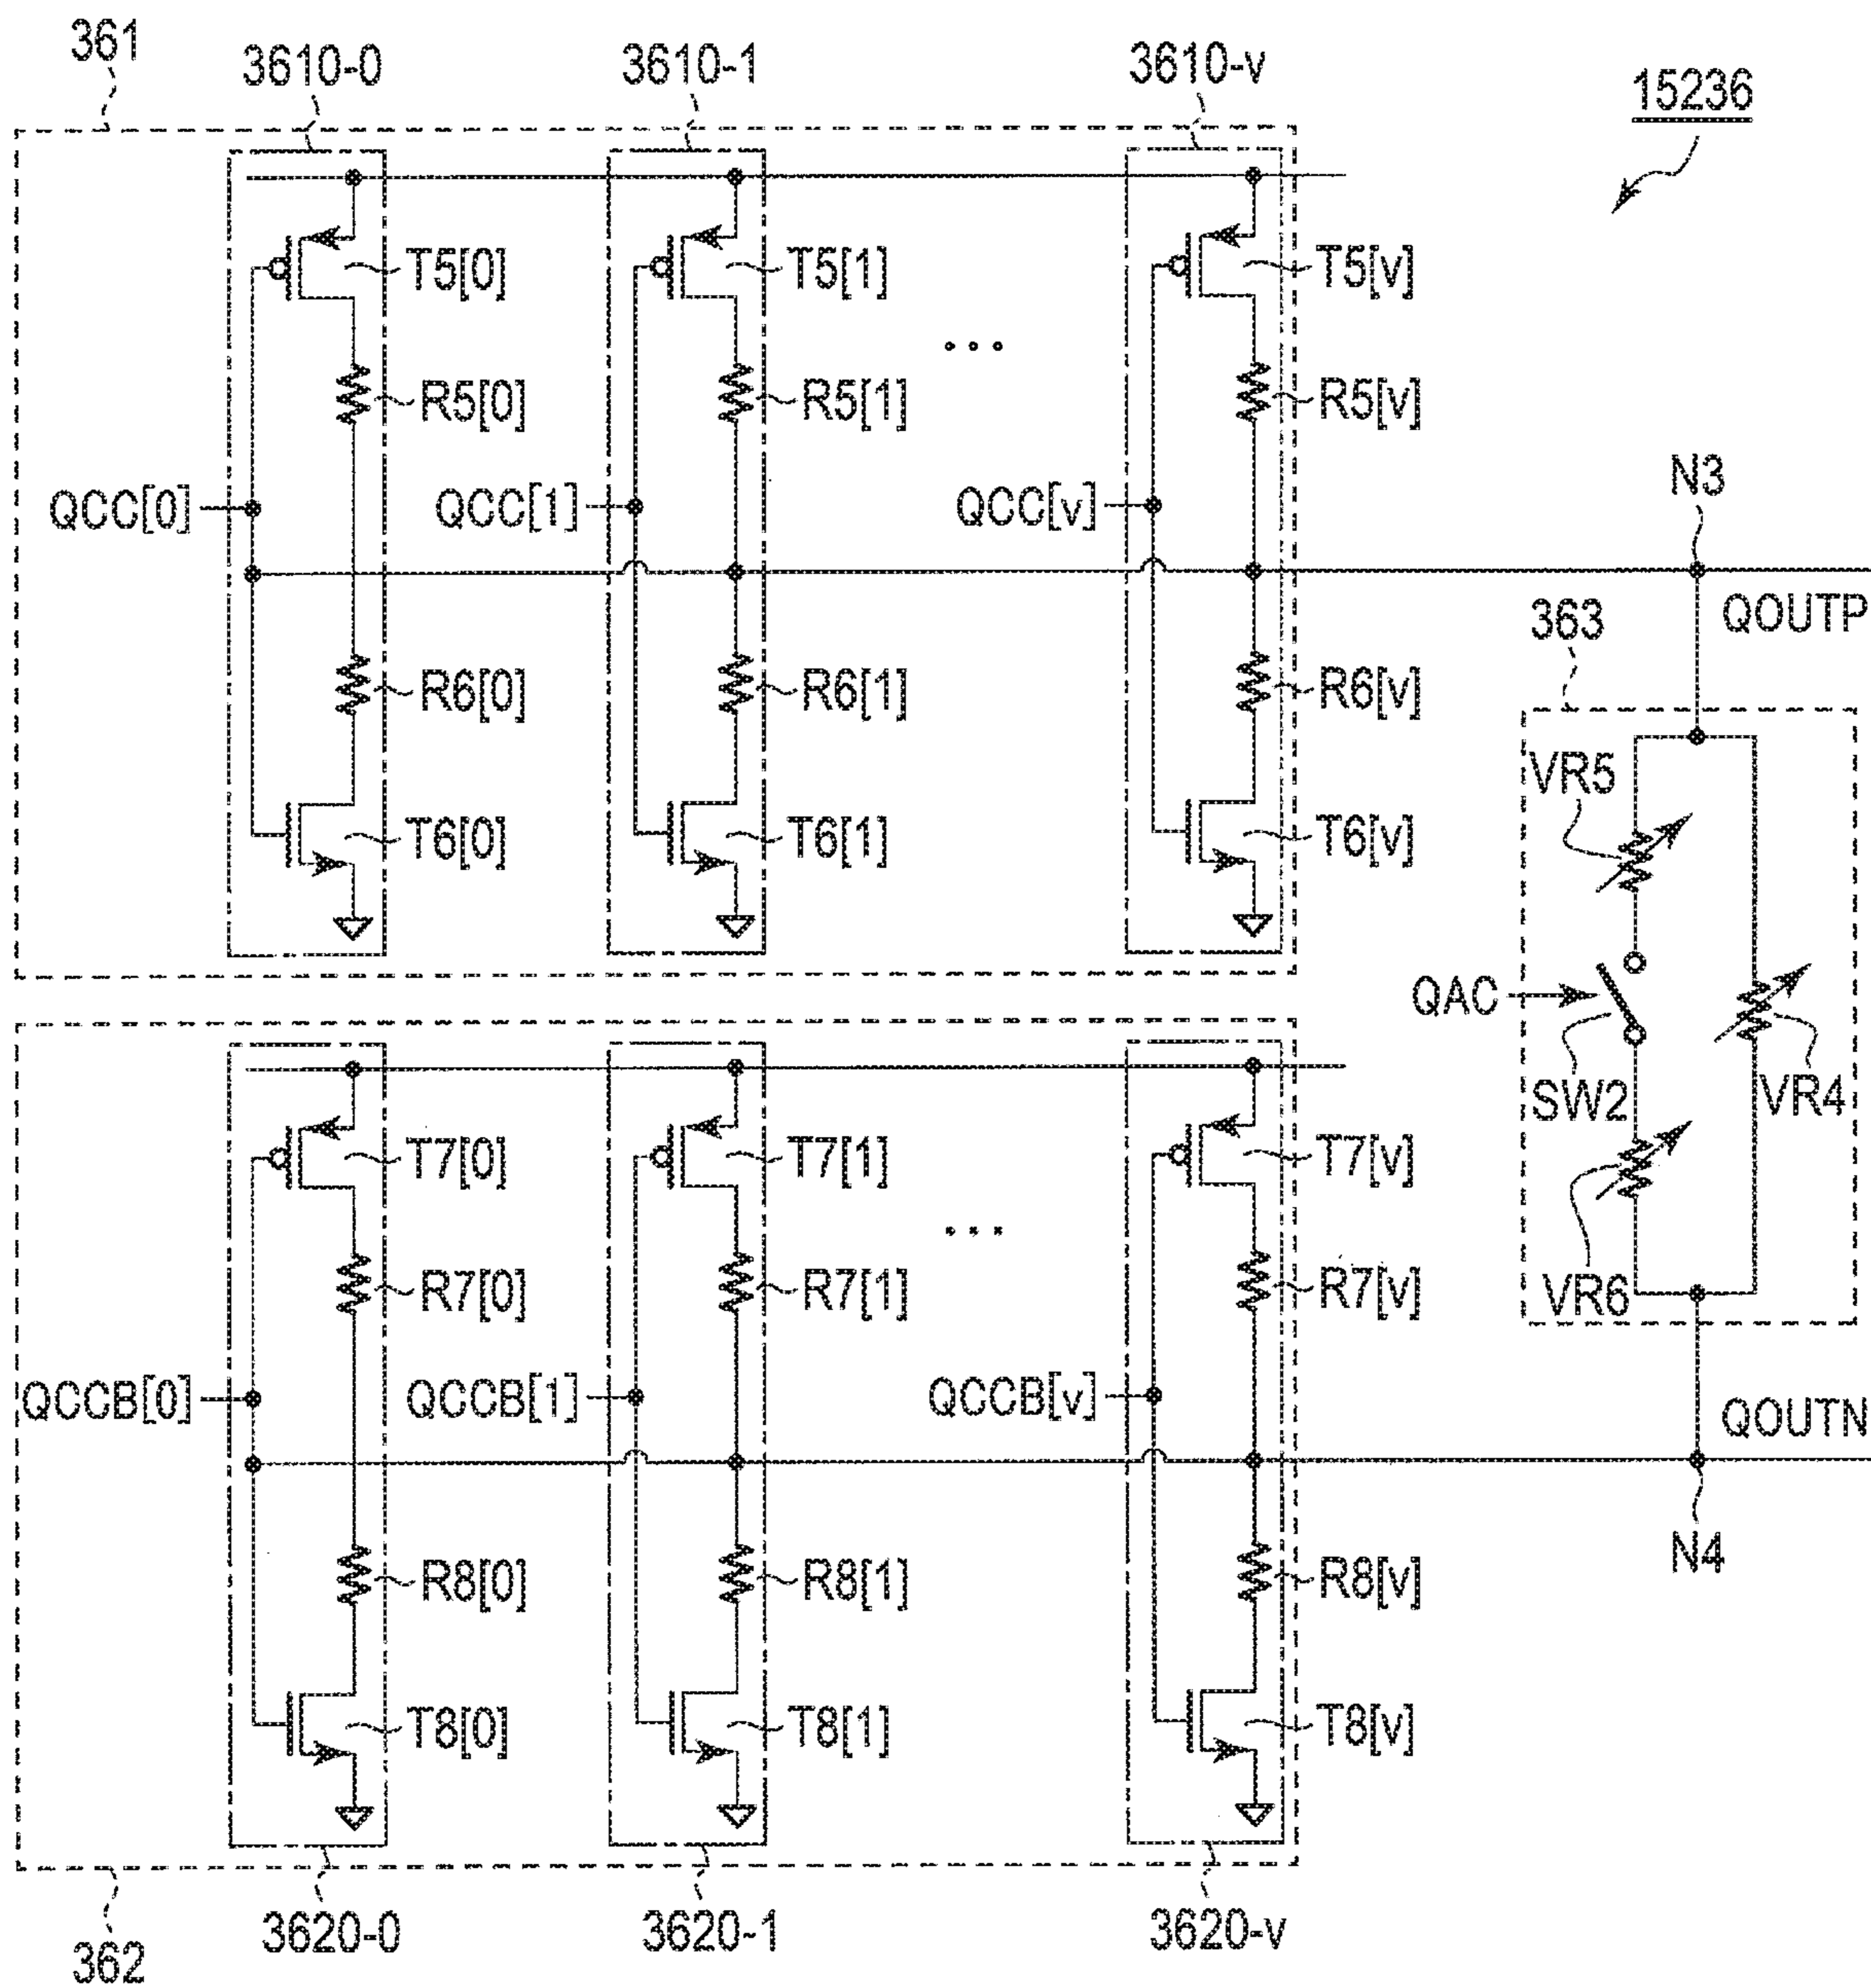 361
3610-0
3610-1
3610-v
15236
T5[0]
T5[1]
T5[v]
R5[0]
R5[1]
R5[v]
QCC[0]
QCC[1]
QCC[v]
N3
QOUTP
363
R6[0]
R6[1]
R6[v]
VR5
T6[0]
T6[1]
T6[v]
QAC
SW2
VR4
T7[0]
T7[1]
T7[v]
R7[0]
R7[1]
R7[v]
VR6
QCCB[0]
QCCB[1]
QCCB[v]
QOUTN
N4
R8[0]
R8[1]
R8[v]
T8[0]
T8[1]
T8[v]
362
3620-0
3620-1
3620-v